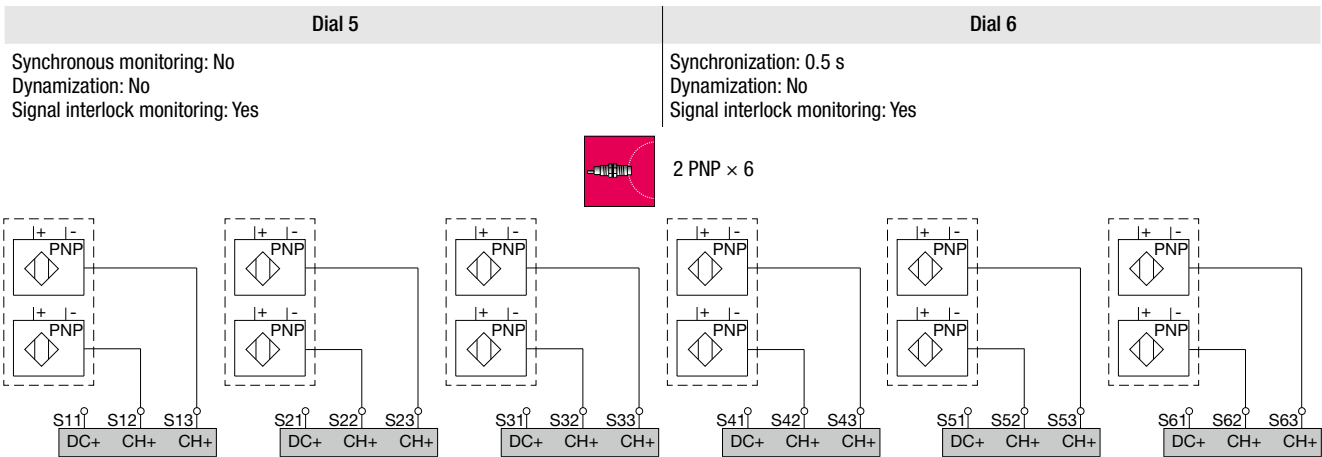 Dial 5
Dial 6
Synchronous monitoring: No
Dynamization: No
Signal interlock monitoring: Yes
Synchronization: 0.5 s
Dynamization: No
Signal interlock monitoring: Yes
2 PNP × 6
+ - + - + - + - + - + -
PNP PNP PNP PNP PNP PNP
+ - + - + - + - + - + -
PNP PNP PNP PNP PNP PNP
S11 S12 S13 S21 S22 S23 S31 S32 S33 S41 S42 S43 S51 S52 S53 S61 S62 S63
DC+ CH+ CH+ DC+ CH+ CH+ DC+ CH+ CH+ DC+ CH+ CH+ DC+ CH+ CH+ DC+ CH+ CH+